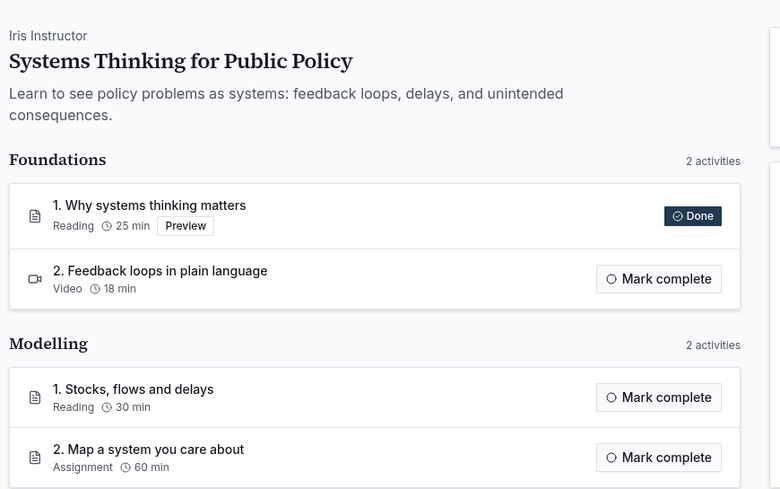 Iris Instructor
Systems Thinking for Public Policy
Learn to see policy problems as systems: feedback loops, delays, and unintended
consequences.
Foundations
2 activities
1. Why systems thinking matters
Reading 25 min Preview
Done
2. Feedback loops in plain language
Video 18 min
Mark complete
Modelling
2 activities
1. Stocks, flows and delays
Reading 30 min
Mark complete
2. Map a system you care about
Assignment 60 min
Mark complete